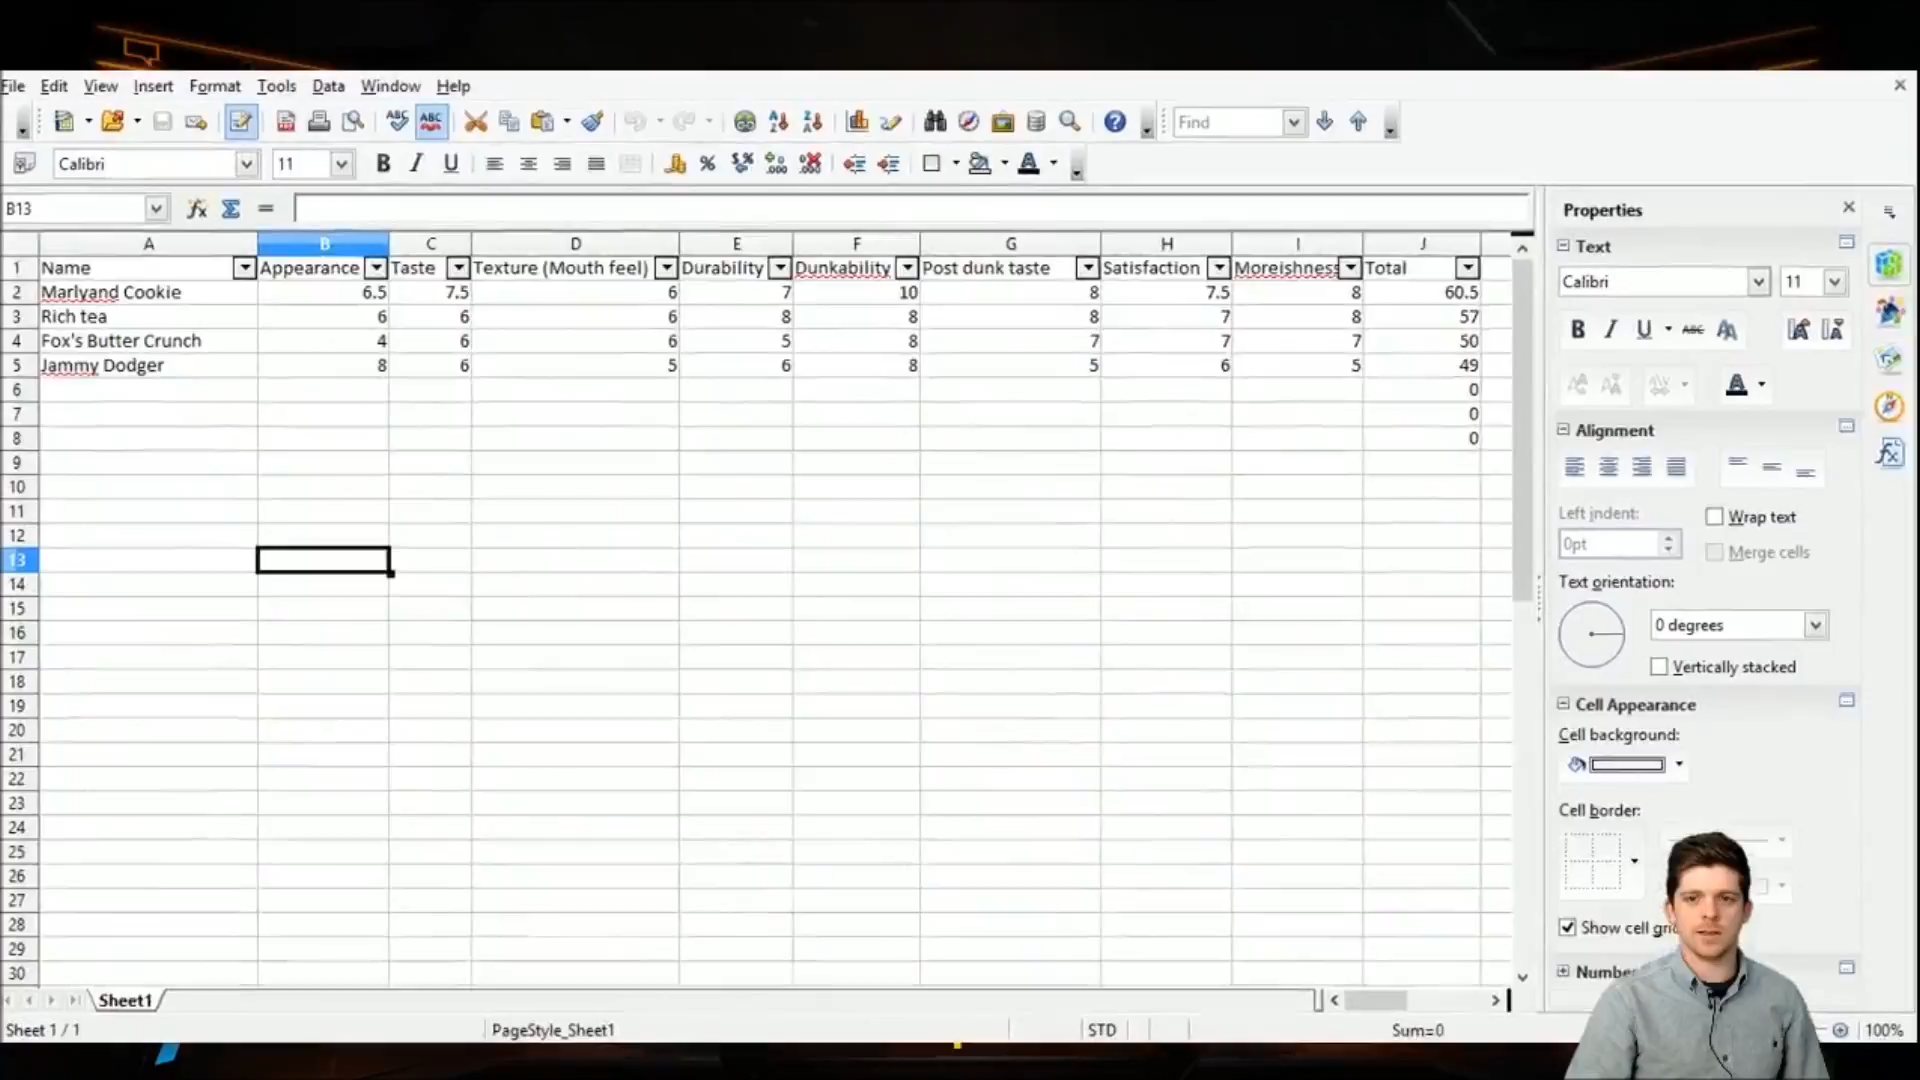 File Edit View Insert Format Tools Data Window Help
Find
Calibri 11
B13
A B C D E F G H I J
1 Name Appearance Taste Texture (Mouth feel) Durability Dunkability Post dunk taste Satisfaction Moreishness Total
2 Marlyand Cookie 6.5 7.5 6 7 10 8 7.5 8 60.5
3 Rich tea 6 6 6 8 8 8 7 8 57
4 Fox's Butter Crunch 4 6 6 5 8 7 7 7 50
5 Jammy Dodger 8 6 5 6 8 5 6 5 49
6 0
7 0
8 0
9
10
11
12
13
14
15
16
17
18
19
20
21
22
23
24
25
26
27
28
29
30
Sheet1
Sheet 1 / 1 PageStyle_Sheet1 STD Sum=0 100%
Properties
Text
Calibri 11
Alignment
Left indent:
Wrap text
0pt
Merge cells
Text orientation:
0 degrees
Vertically stacked
Cell Appearance
Cell background:
Cell border:
Show cell